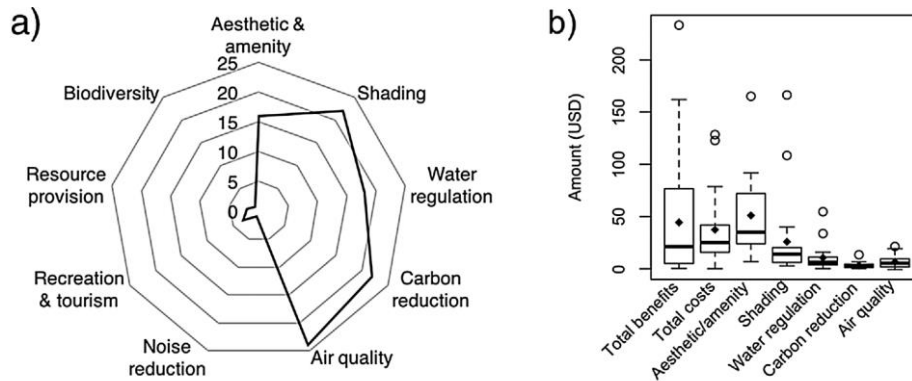 a)
Aesthetic &
amenity
25
20
15
10
5
0
Shading
Water
regulation
Carbon
reduction
Air quality
Noise
reduction
Recreation
& tourism
Resource
provision
Biodiversity
b)
Amount (USD)
200
150
100
50
0
Total benefits
Total costs
Aesthetic/amenity
Shading
Water regulation
Carbon reduction
Air quality